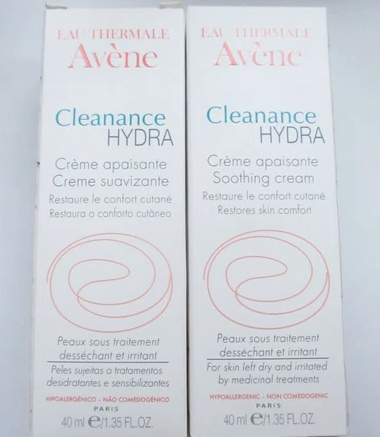 EAU THERMALE
Avène
Cleanance
HYDRA
Crème apaisante
Creme suavizante
Restaure le confort cutané
Restaura o conforto cutâneo
Peaux sous traitement
desséchant et irritant
Peles sujeitas a tratamentos
desidratantes e sensibilizantes
HIPOALERGÉNICO - NÃO COMEDOGÉNICO
PARIS
40 ml e/1.35 FL.OZ.
EAU THERMALE
Avène
Cleanance
HYDRA
Crème apaisante
Soothing cream
Restaure le confort cutané
Restores skin comfort
Peaux sous traitement
desséchant et irritant
For skin left dry and irritated
by medicinal treatments
HYPOALLERGENIC - NON COMEDOGENIC
PARIS
40 ml e/1.35 FL.OZ.